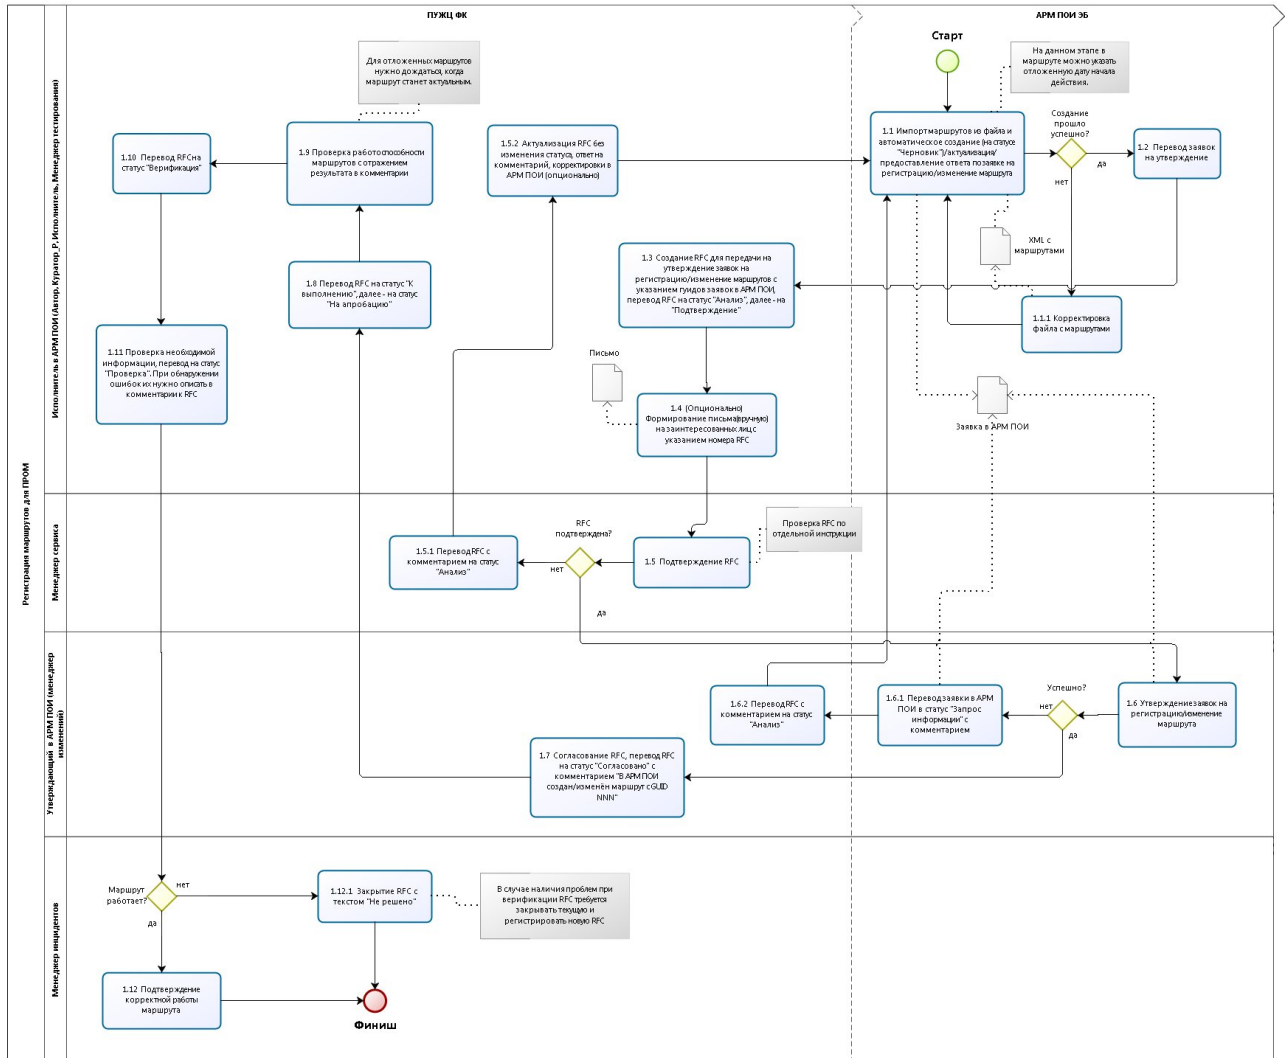 ПУЖЦ ФК
АРМ ПОИ ЭБ
Регистрация маршрутов для ПРОМ
Исполнитель в АРМ ПОИ (Автор, Куратор_Р, Исполнитель, Менеджер тестирования)
Старт
На данном этапе в
маршруте можно указать
отложенную дату начала
действия.
Для отложенных маршрутов
нужно дождаться, когда
маршрут станет актуальным.
1.10 Перевод RFC на
статус "Верификация"
1.9 Проверка работоспособности
маршрутов с отражением
результата в комментарии
1.5.2 Актуализация RFC без
изменения статуса, ответ на
комментарий, корректировки в
АРМ ПОИ (опционально)
1.1 Импорт маршрутов из файла и
автоматическое создание (на статусе
"Черновик")/актуализация/
предоставление ответа по заявке на
регистрацию/изменение маршрута
Создание
прошло
успешно?
да
нет
1.2 Перевод заявок
на утверждение
XML с
маршрутами
1.3 Создание RFC для передачи на
утверждение заявок на
регистрацию/изменение маршрутов с
указанием гуидов заявок в АРМ ПОИ,
перевод RFC на статус "Анализ", далее - на
"Подтверждение"
1.8 Перевод RFC на статус "К
выполнению", далее - на статус
"На апробацию"
1.1.1 Корректировка
файла с маршрутами
1.11 Проверка необходимой
информации, перевод на статус
"Проверка". При обнаружении
ошибок их нужно описать в
комментарии к RFC
Письмо
1.4 (Опционально)
Формирование письма(вручную)
на заинтересованных лиц с
указанием номера RFC
Заявка в АРМ ПОИ
Менеджер сервиса
1.5.1 Перевод RFC с
комментарием на статус
"Анализ"
RFC
подтверждена?
нет
да
1.5 Подтверждение RFC
Проверка RFC по
отдельной инструкции
Утверждающий в АРМ ПОИ (менеджер
изменений)
1.6.2 Перевод RFC с
комментарием на статус
"Анализ"
1.6.1 Перевод заявки в АРМ
ПОИ в статус "Запрос
информации" с
комментарием
Успешно?
нет
да
1.6 Утверждение заявок на
регистрацию/изменение
маршрута
1.7 Согласование RFC, перевод RFC
на статус "Согласовано" с
комментарием "В АРМ ПОИ
создан/изменён маршрут с GUID
NNN"
Менеджер инцидентов
Маршрут
работает?
нет
да
1.12.1 Закрытие RFC с
текстом "Не решено"
В случае наличия проблем при
верификации RFC требуется
закрывать текущую и
регистрировать новую RFC
1.12 Подтверждение
корректной работы
маршрута
Финиш